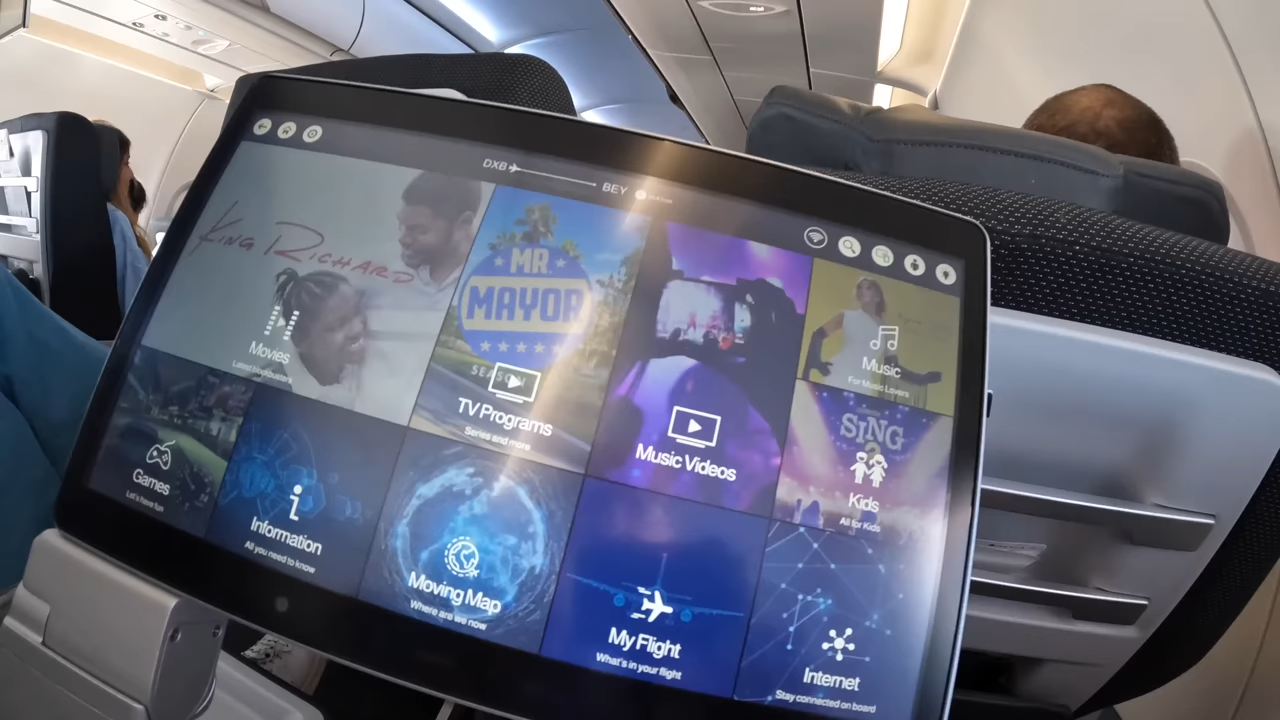 DXB
BEY
KING RICHARD
Movies
Latest blockbusters
MR.
MAYOR
SEASON
TV Programs
Series and more
Music Videos
Music
For Music Lovers
SING
2
Kids
All for Kids
Games
Let's have fun
Information
All you need to know
Moving Map
Where are we now
My Flight
What's in your flight
Internet
Stay connected on board